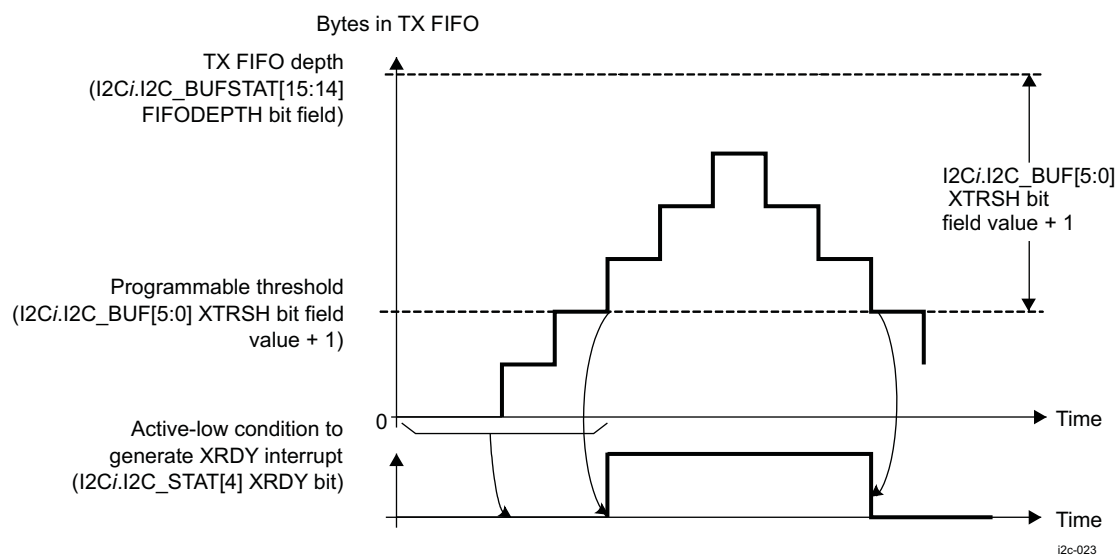 Bytes in TX FIFO
TX FIFO depth
(I2Ci.I2C_BUFSTAT[15:14]
FIFODEPTH bit field)
I2Ci.I2C_BUF[5:0]
XTRSH bit
field value + 1
Programmable threshold
(I2Ci.I2C_BUF[5:0] XTRSH bit field
value + 1)
0
Time
Active-low condition to
generate XRDY interrupt
(I2Ci.I2C_STAT[4] XRDY bit)
Time
i2c-023